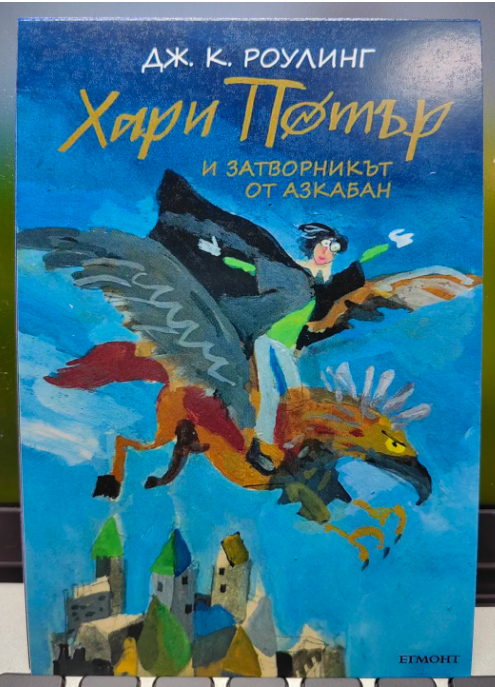 ДЖ. К. РОУЛИНГ
Хари Потър
И ЗАТВОРНИКЪТ
ОТ АЗКАБАН
ЕГМОНТ